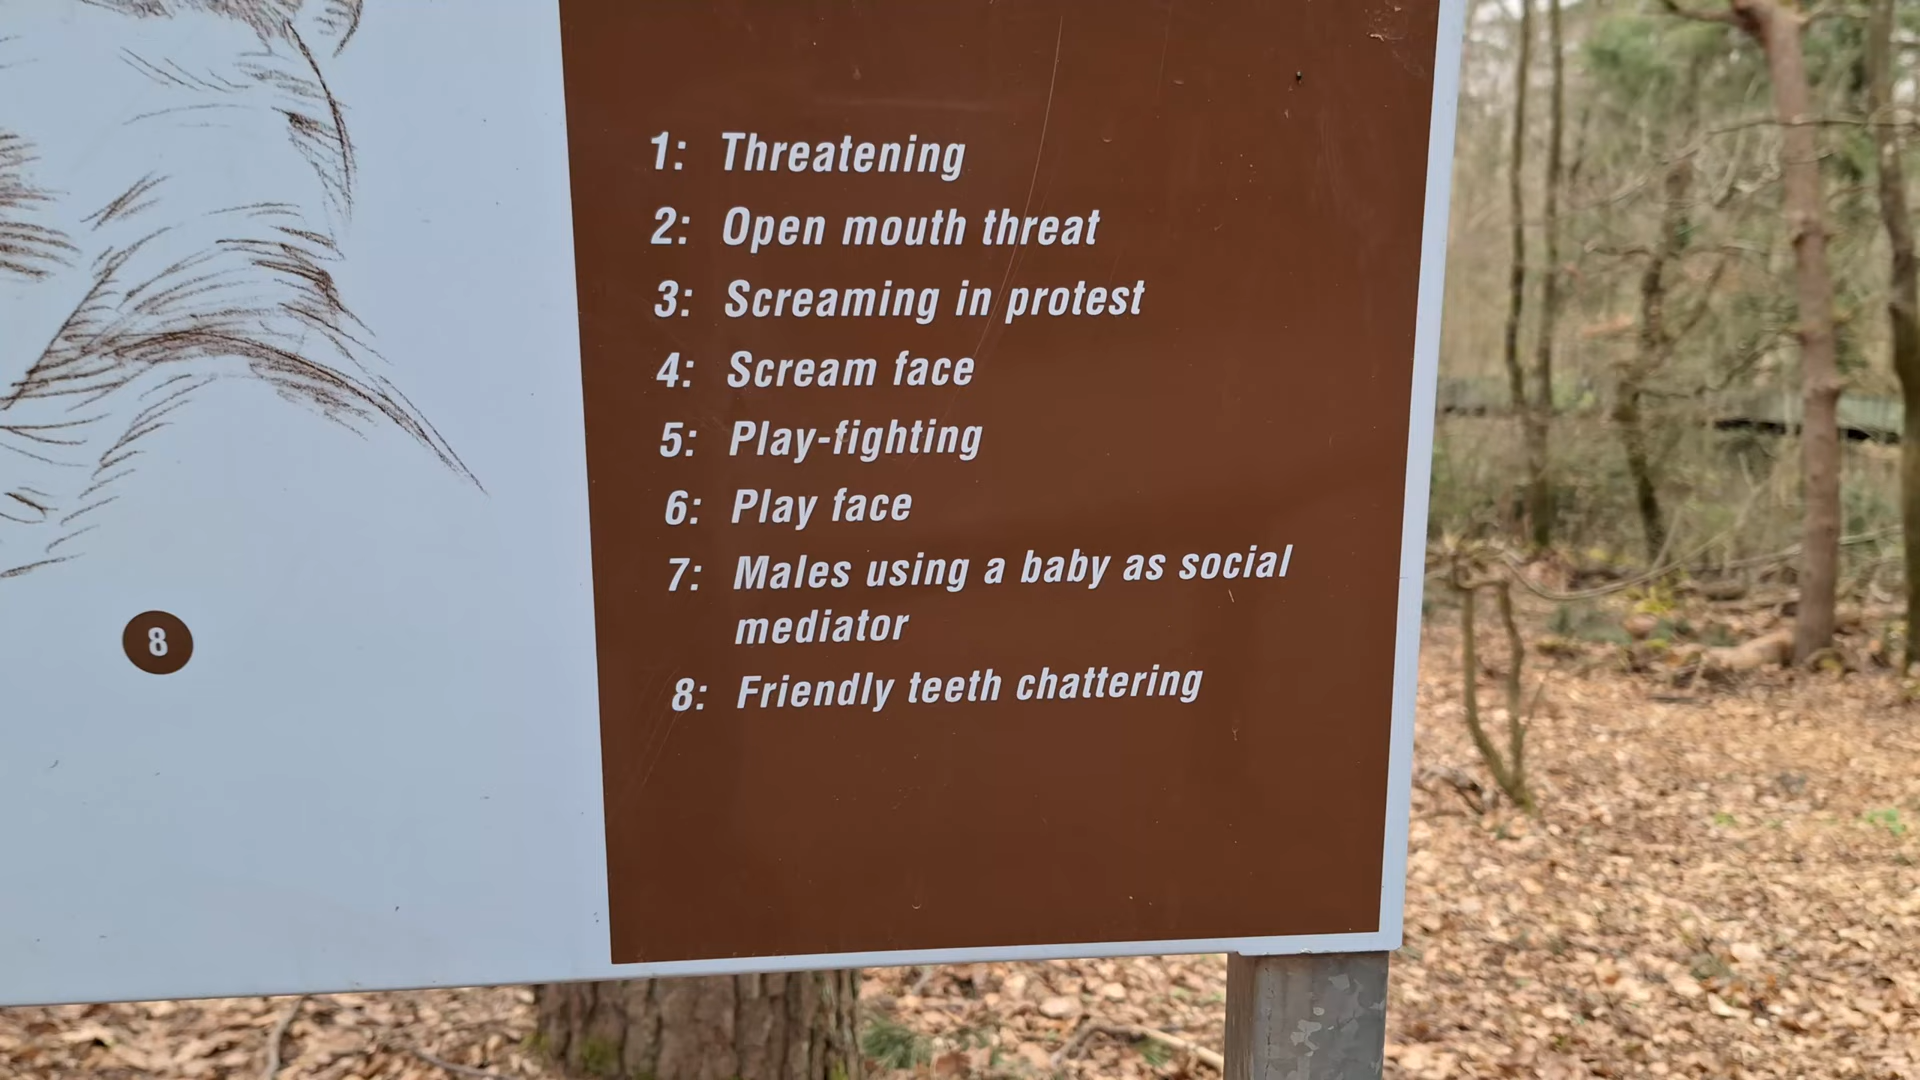 1: Threatening
2: Open mouth threat
3: Screaming in protest
4: Scream face
5: Play-fighting
6: Play face
7: Males using a baby as social
mediator
8: Friendly teeth chattering
8